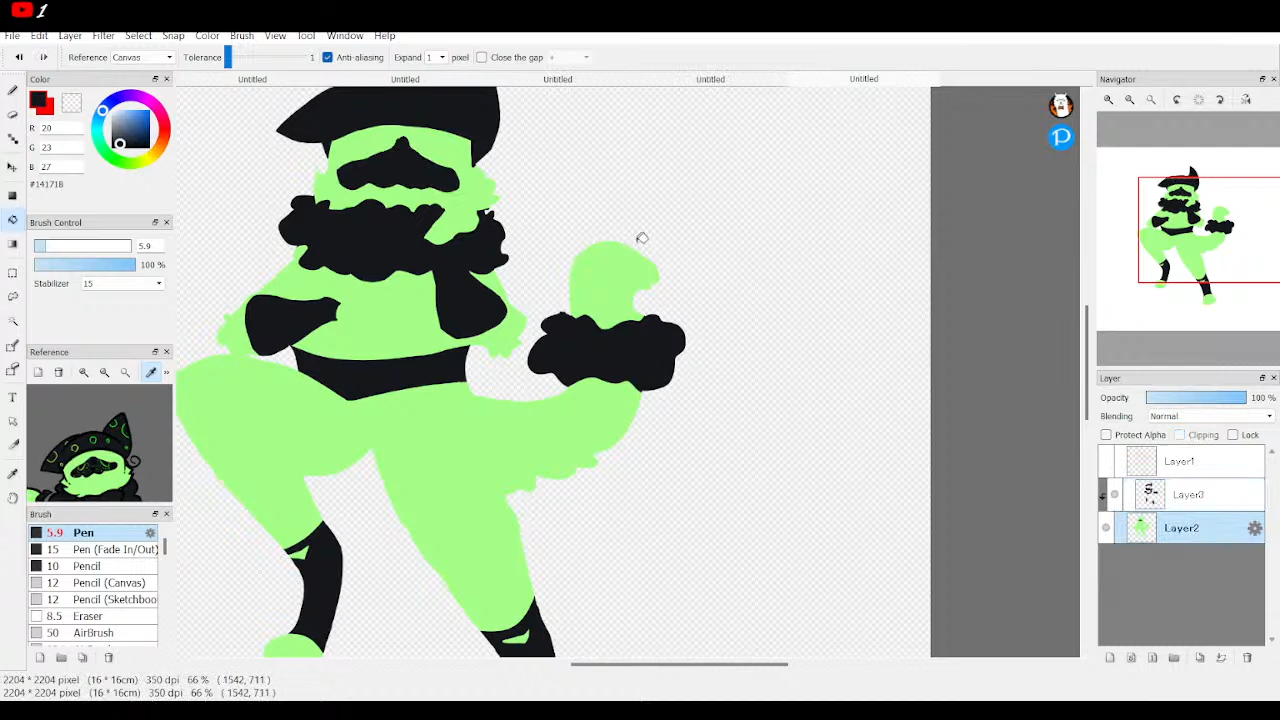 1
File Edit Layer Filter Select Snap Color Brush View Tool Window Help
Reference Canvas Tolerance 1 Anti-aliasing Expand 1 pixel Close the gap
Untitled Untitled Untitled Untitled Untitled
Color
R 20
G 23
B 27
#14171B
Brush Control
5.9
100 %
Stabilizer 15
Reference
Brush
5.9 Pen
15 Pen (Fade In/Out)
10 Pencil
12 Pencil (Canvas)
12 Pencil (Sketchboo
8.5 Eraser
50 AirBrush
Navigator
Layer
Opacity 100 %
Blending Normal
Protect Alpha Clipping Lock
Layer1
Layer3
Layer2
2204 * 2204 pixel (16 * 16cm) 350 dpi 66 % ( 1542, 711 )
2204 * 2204 pixel (16 * 16cm) 350 dpi 66 % ( 1542, 711 )